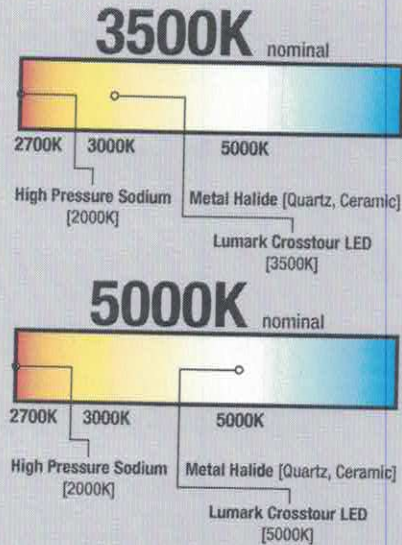 3500K nominal
2700K 3000K 5000K
High Pressure Sodium Metal Halide [Quartz, Ceramic]
[2000K]
Lumark Crosstour LED
[3500K]
5000K nominal
2700K 3000K 5000K
High Pressure Sodium Metal Halide [Quartz, Ceramic]
[2000K]
Lumark Crosstour LED
[5000K]